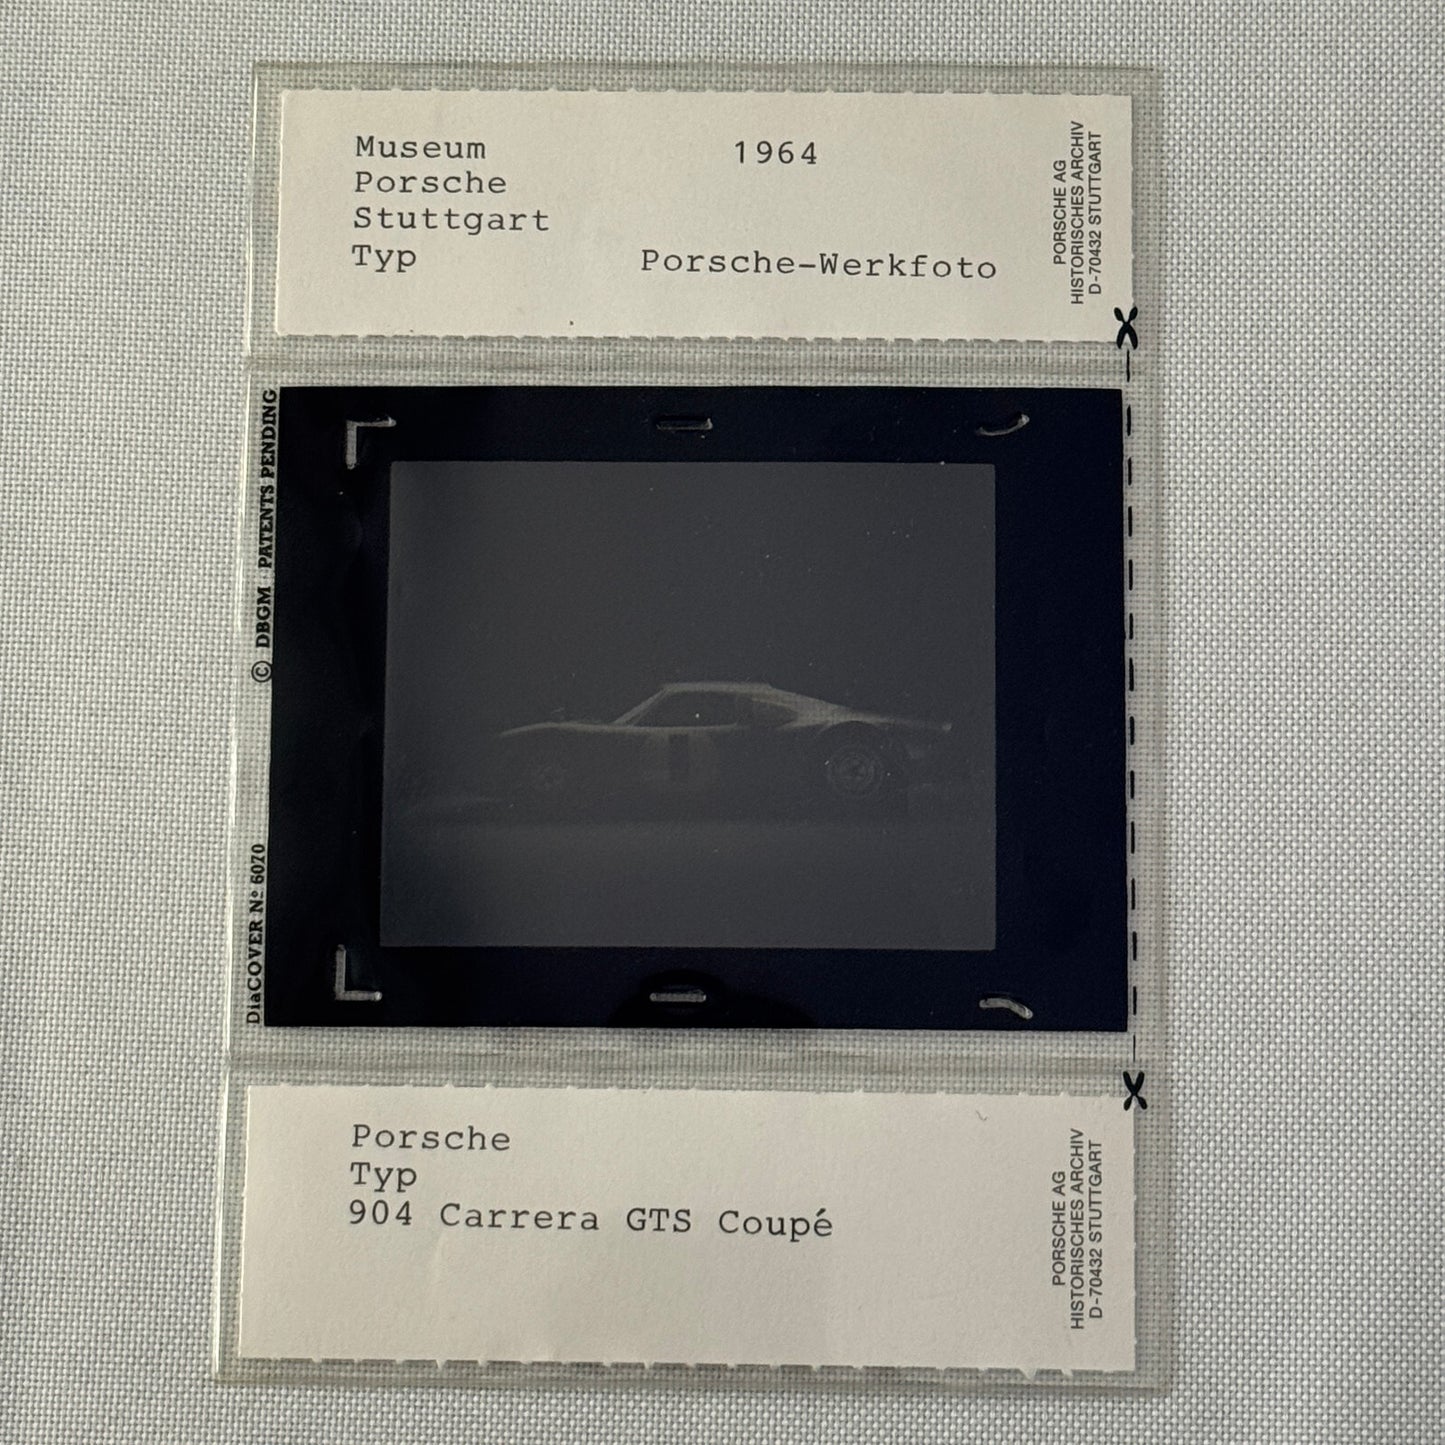 Museum
Porsche
Stuttgart
Typ
1964
Porsche-Werkfoto
PORSCHE AG
HISTORISCHES ARCHIV
D-70432 STUTTGART
© DBGM PATENTS PENDING
DiaCOVER Nº 6070
Porsche
Typ
904 Carrera GTS Coupé
PORSCHE AG
HISTORISCHES ARCHIV
D-70432 STUTTGART